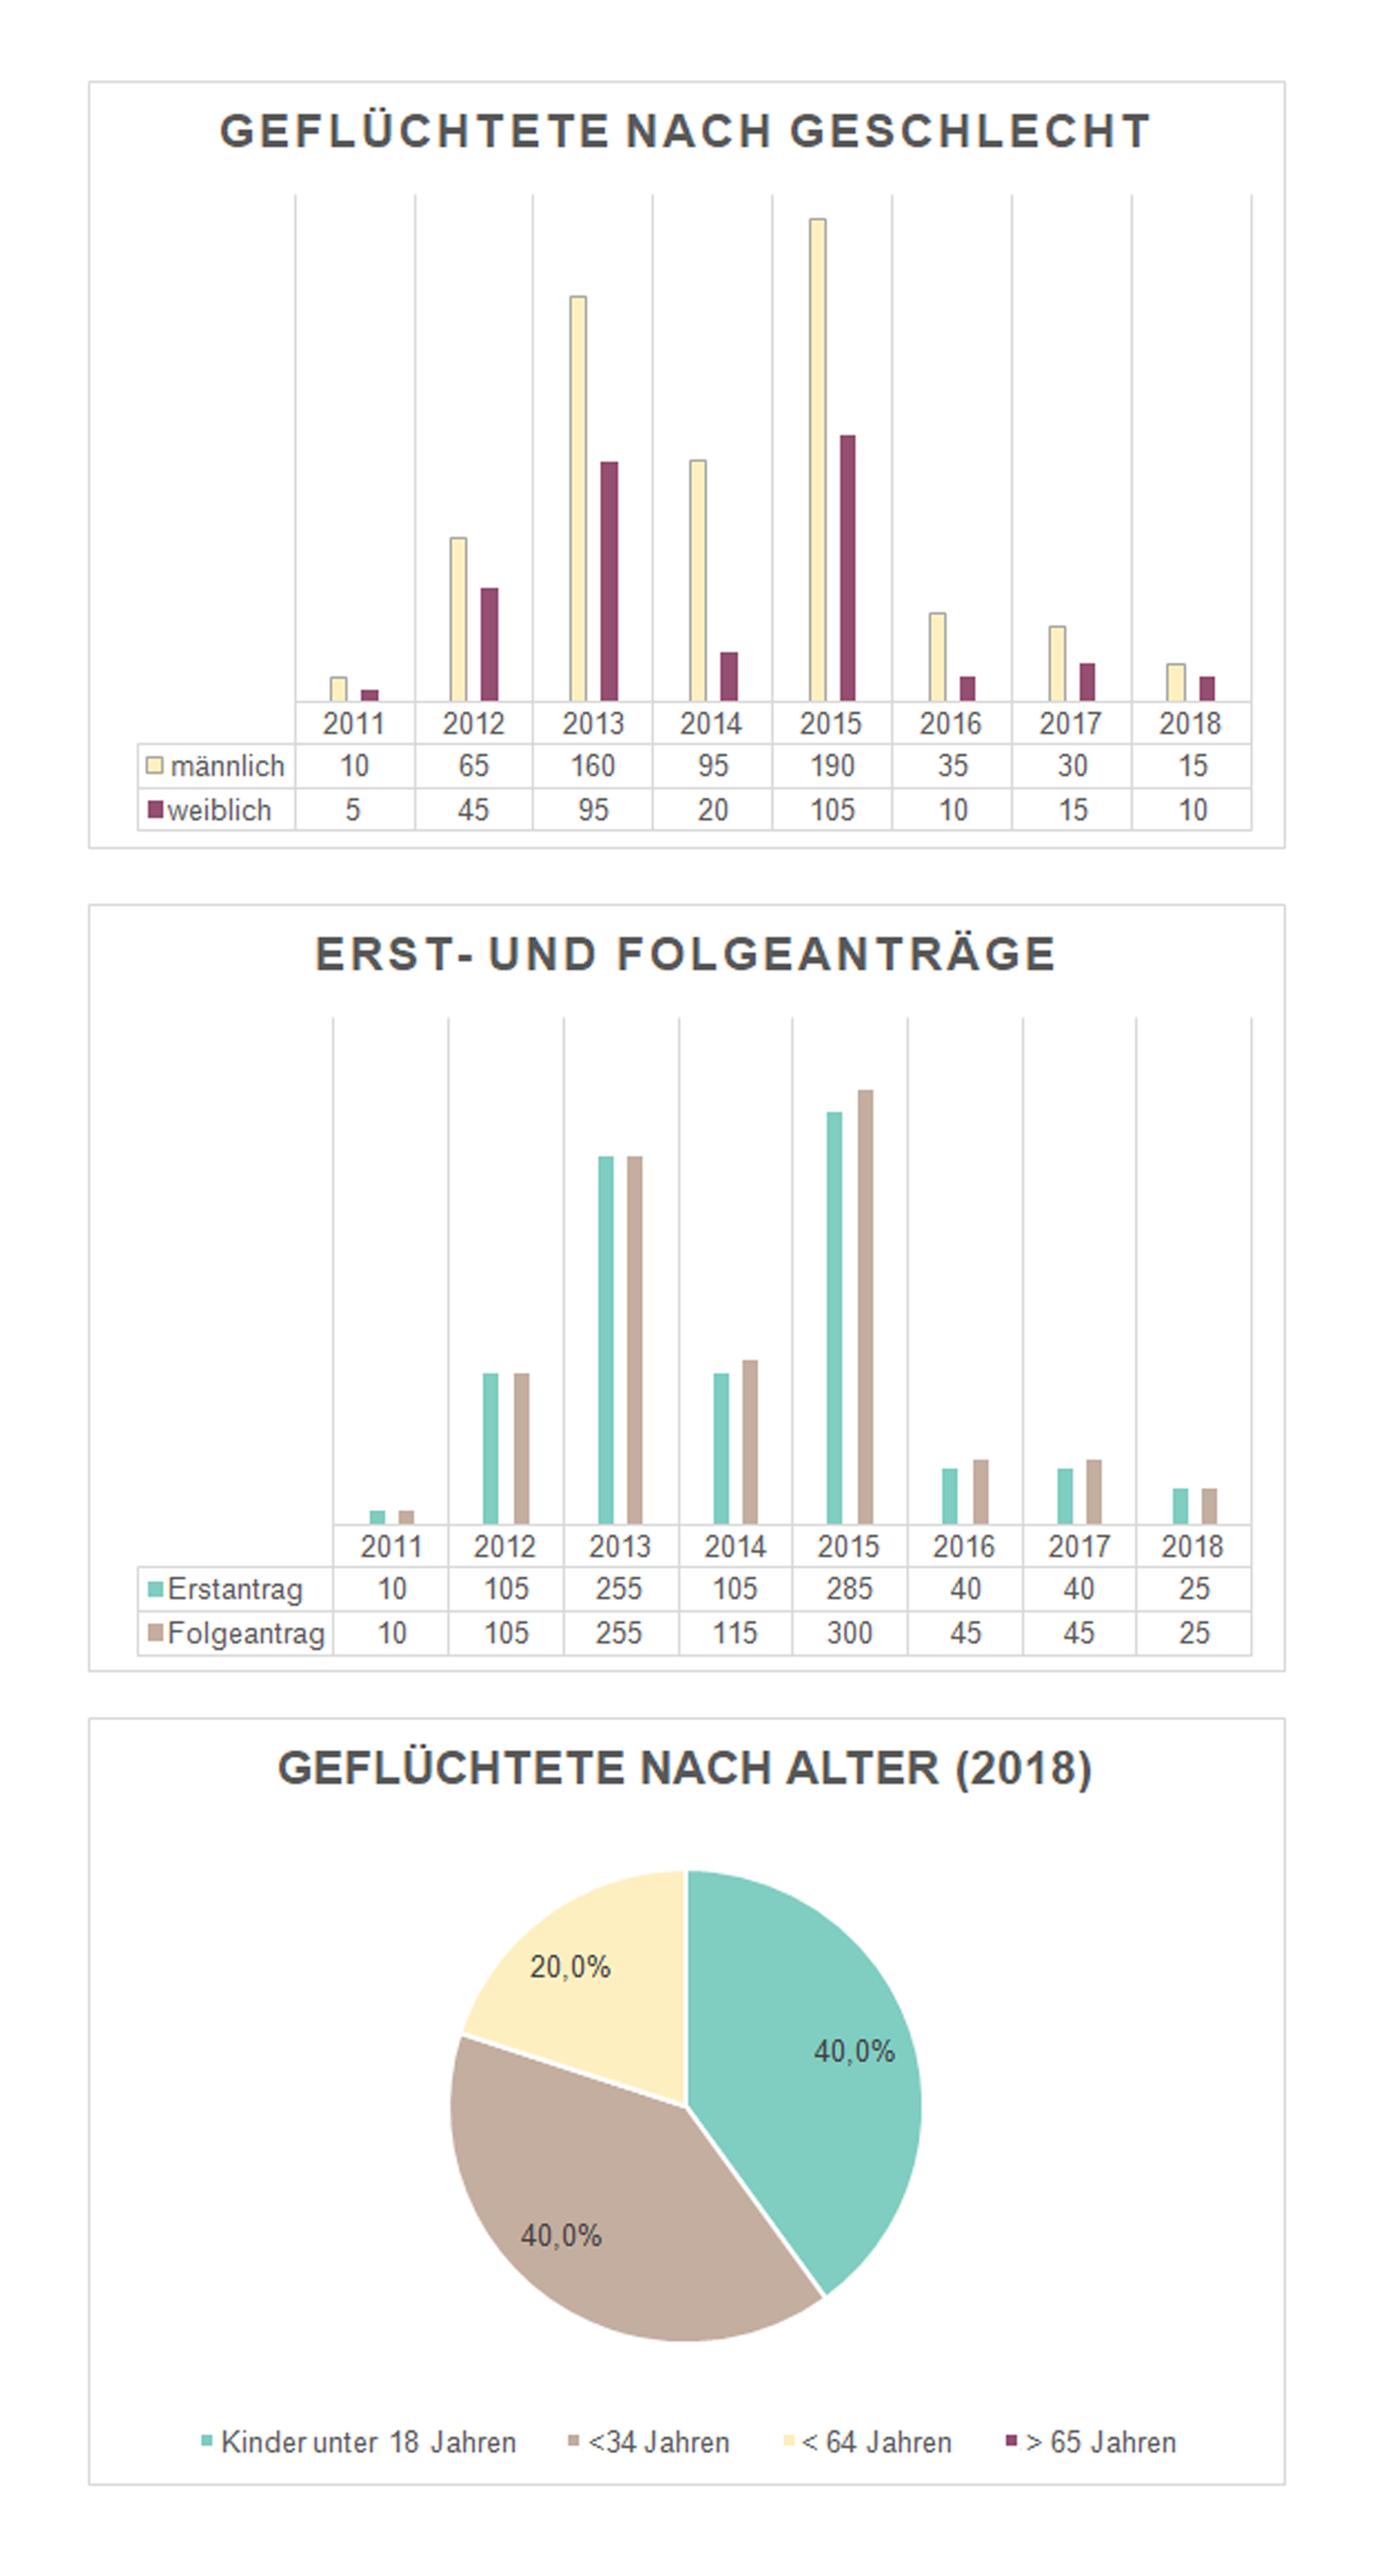 GEFLÜCHTETE NACH GESCHLECHT
2011 2012 2013 2014 2015 2016 2017 2018
männlich 10 65 160 95 190 35 30 15
weiblich 5 45 95 20 105 10 15 10
ERST- UND FOLGEANTRÄGE
2011 2012 2013 2014 2015 2016 2017 2018
Erstantrag 10 105 255 105 285 40 40 25
Folgeantrag 10 105 255 115 300 45 45 25
GEFLÜCHTETE NACH ALTER (2018)
20,0%
40,0%
40,0%
Kinder unter 18 Jahren <34 Jahren < 64 Jahren > 65 Jahren